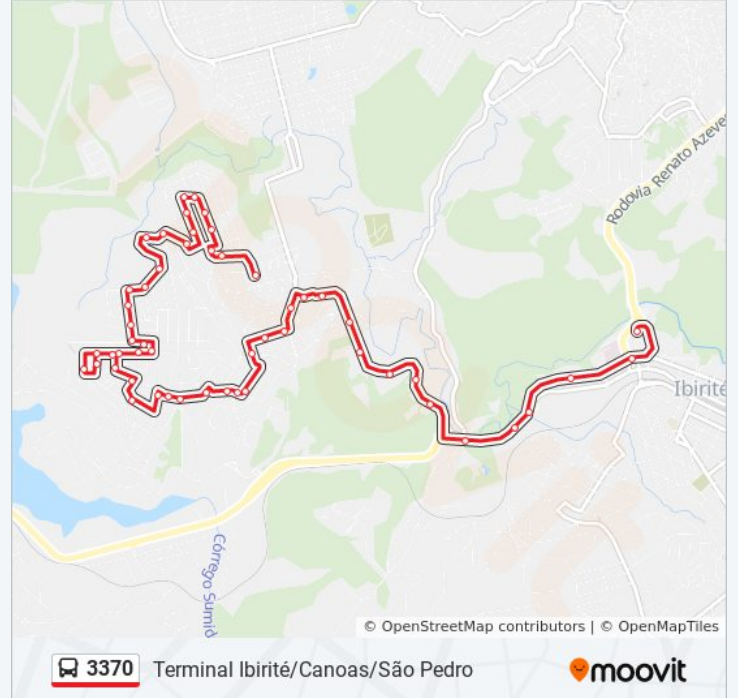 Rodovia Renato Azeve
Ibirité
Córrego Sumid
© OpenStreetMap contributors | © OpenMapTiles
3370 Terminal Ibirité/Canoas/São Pedro
moovit